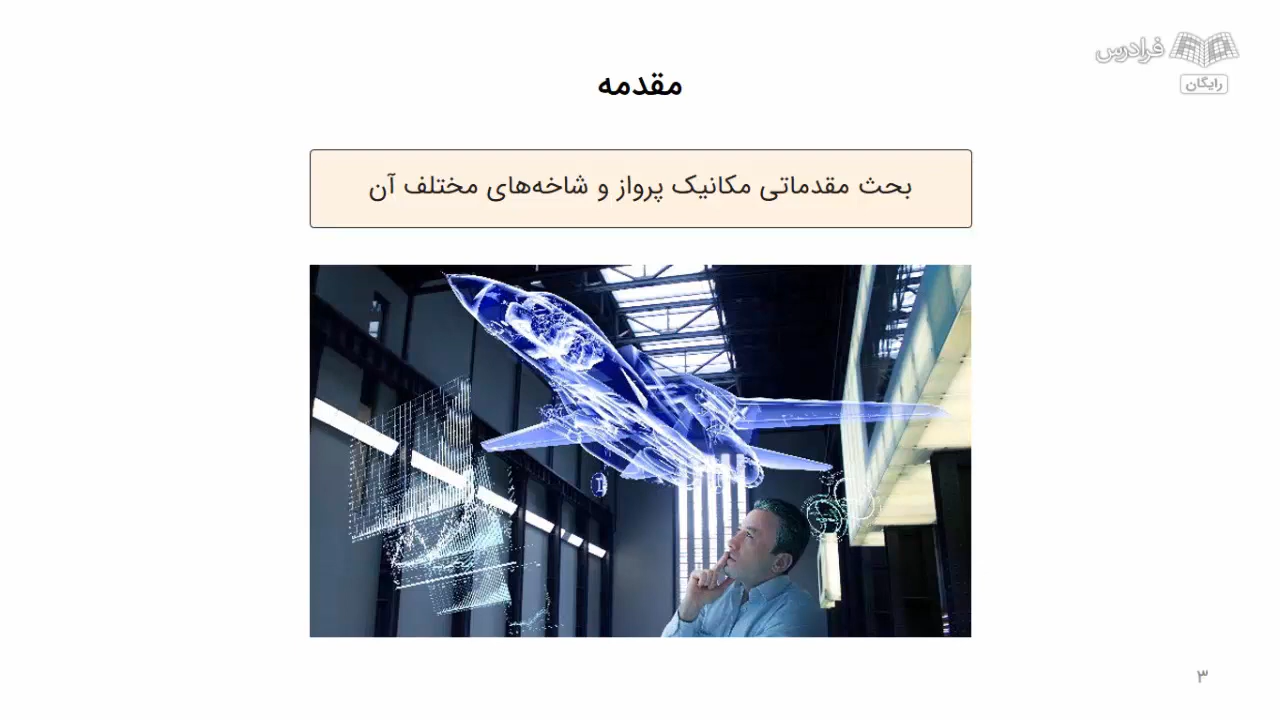 فرادرس
رایگان
مقدمه
بحث مقدماتی مکانیک پرواز و شاخه‌های مختلف آن
۳